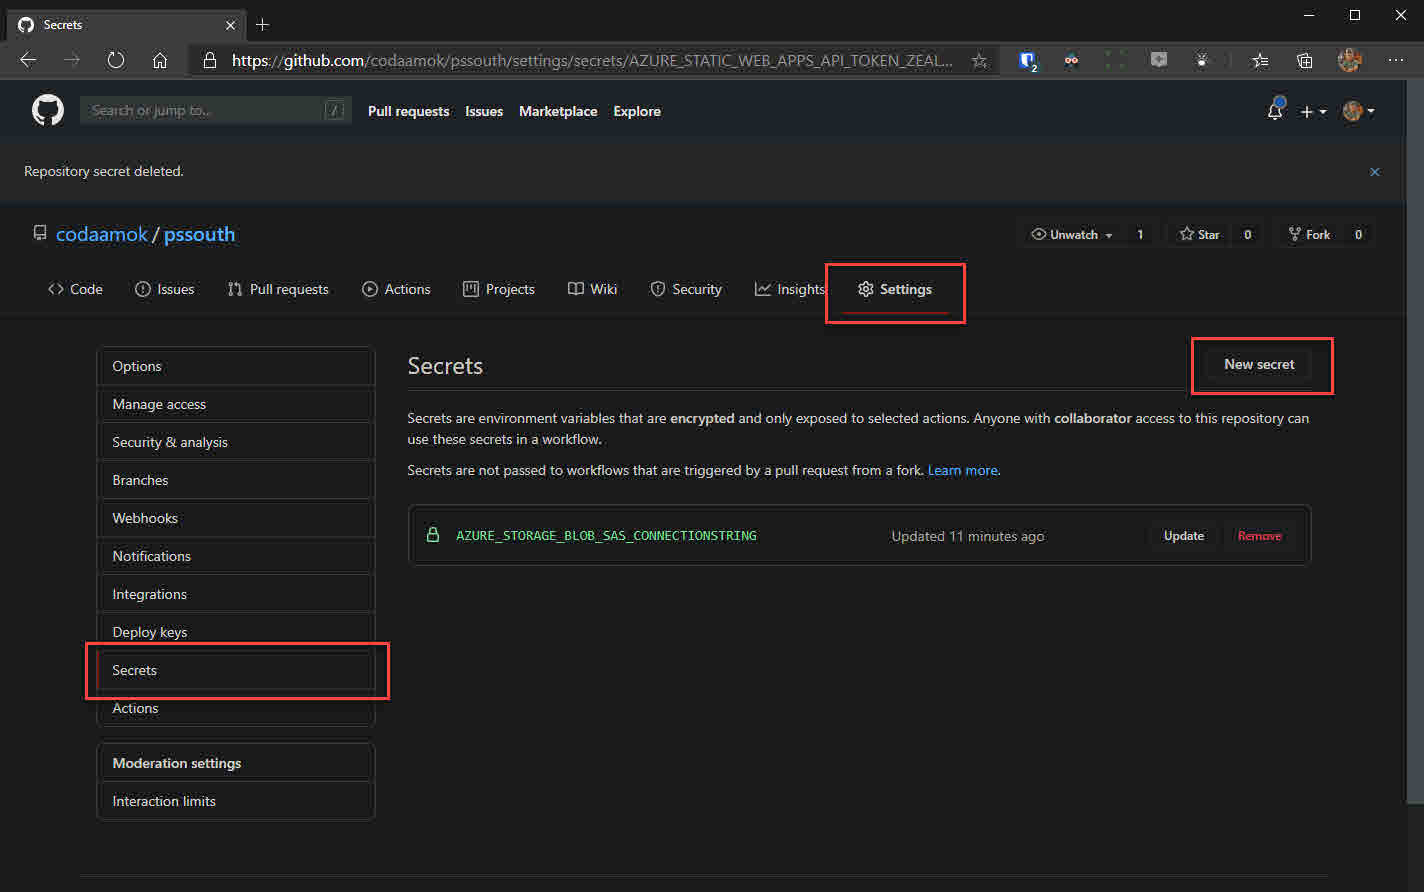 Secrets
https://github.com/codaamok/pssouth/settings/secrets/AZURE_STATIC_WEB_APPS_API_TOKEN_ZEAL...
2
Search or jump to...
/
Pull requests Issues Marketplace Explore
Repository secret deleted.
codaamok / pssouth
Unwatch 1 Star 0 Fork 0
Code Issues Pull requests Actions Projects Wiki Security Insights Settings
Options
Manage access
Security & analysis
Branches
Webhooks
Notifications
Integrations
Deploy keys
Secrets
Actions
Moderation settings
Interaction limits
Secrets
New secret
Secrets are environment variables that are encrypted and only exposed to selected actions. Anyone with collaborator access to this repository can
use these secrets in a workflow.
Secrets are not passed to workflows that are triggered by a pull request from a fork. Learn more.
AZURE_STORAGE_BLOB_SAS_CONNECTIONSTRING Updated 11 minutes ago Update Remove